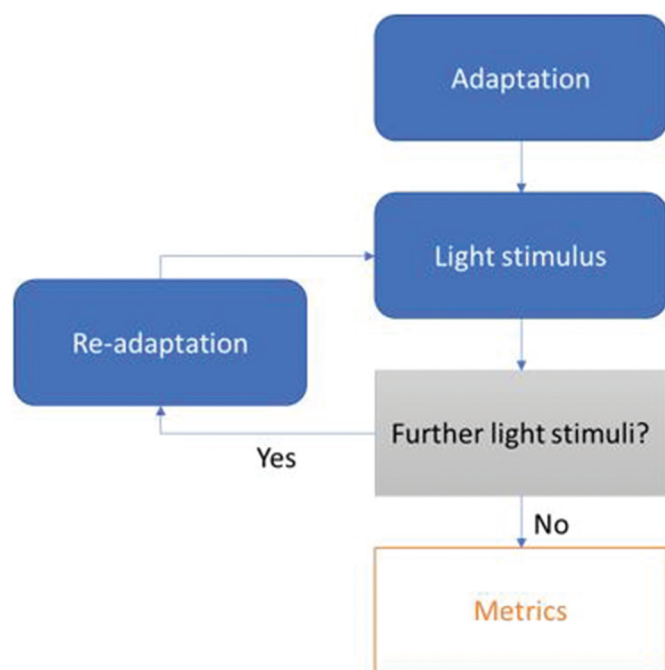 Adaptation
Light stimulus
Re-adaptation
Further light stimuli?
Yes
No
Metrics